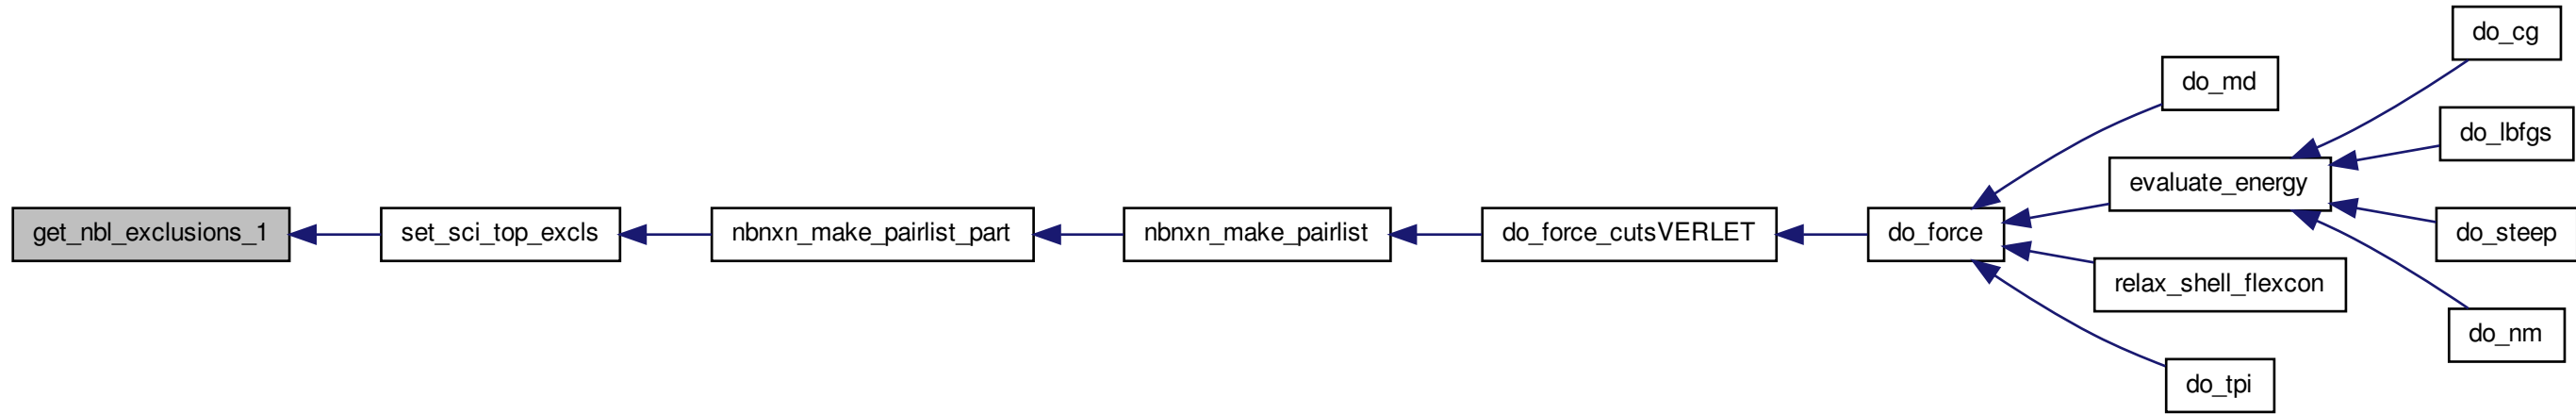 get_nbl_exclusions_1
set_sci_top_excls
nbnxn_make_pairlist_part
nbnxn_make_pairlist
do_force_cutsVERLET
do_force
do_md
evaluate_energy
relax_shell_flexcon
do_tpi
do_cg
do_lbfgs
do_steep
do_nm